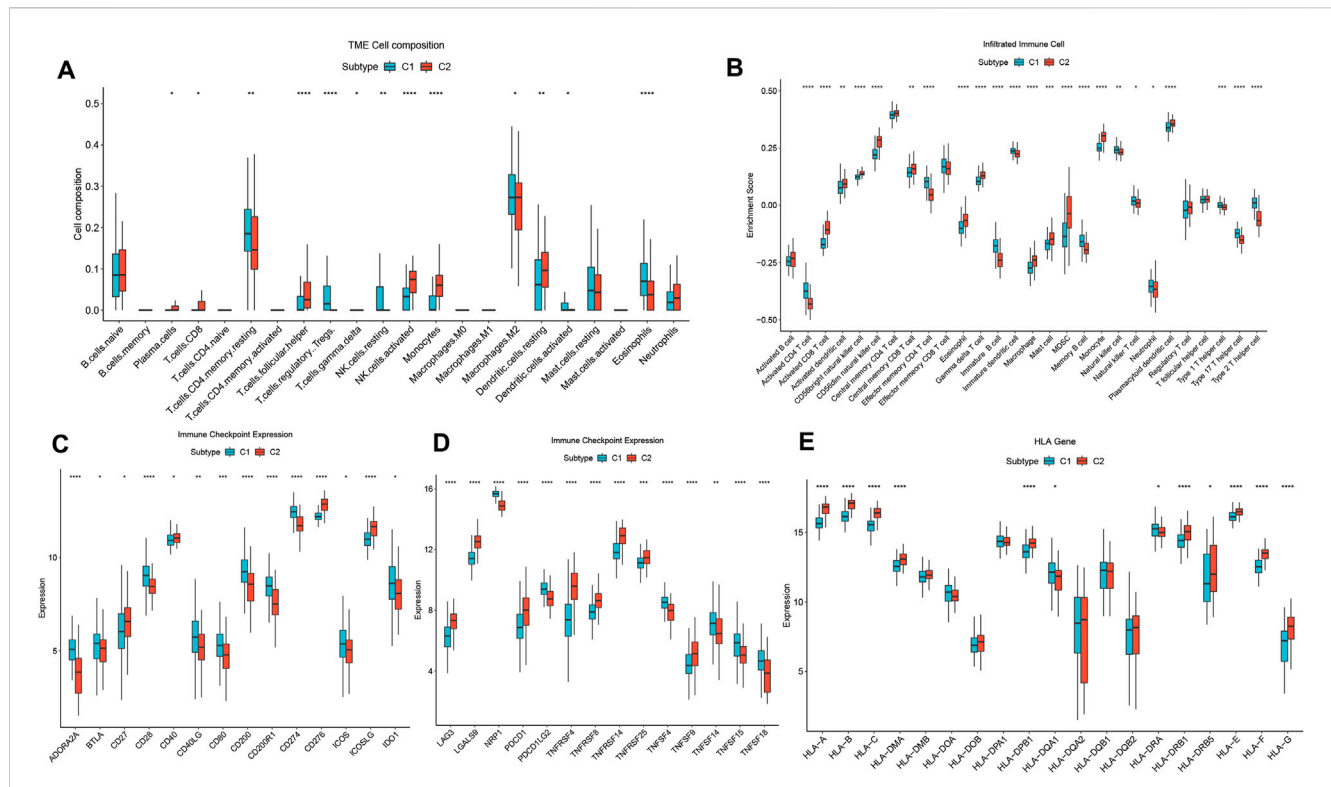 A
TME Cell composition
Subtype C1 C2
* * ** **** **** * ** **** **** * ** * ****
Cell composition
0.5
0.4
0.3
0.2
0.1
0.0
B.cells.naive
B.cells.memory
Plasma.cells
T.cells.CD8
T.cells.CD4.naive
T.cells.CD4.memory.resting
T.cells.CD4.memory.activated
T.cells.follicular.helper
T.cells.regulatory..Tregs.
T.cells.gamma.delta
NK.cells.resting
NK.cells.activated
Monocytes
Macrophages.M0
Macrophages.M1
Macrophages.M2
Dendritic.cells.resting
Dendritic.cells.activated
Mast.cells.resting
Mast.cells.activated
Eosinophils
Neutrophils
B
Infiltrated Immune Cell
Subtype C1 C2
**** **** ** **** **** ** **** **** **** **** **** *** **** **** **** ** * * **** *** **** ****
Enrichment Score
0.50
0.25
0.00
−0.25
−0.50
Activated B cell
Activated CD4 T cell
Activated CD8 T cell
Activated dendritic cell
CD56bright natural killer cell
CD56dim natural killer cell
Central memory CD4 T cell
Central memory CD8 T cell
Effector memory CD4 T cell
Effector memory CD8 T cell
Eosinophil
Gamma delta T cell
Immature B cell
Immature dendritic cell
Macrophage
Mast cell
MDSC
Memory B cell
Monocyte
Natural killer cell
Natural killer T cell
Neutrophil
Plasmacytoid dendritic cell
Regulatory T cell
T follicular helper cell
Type 1 T helper cell
Type 17 T helper cell
Type 2 T helper cell
C
Immune Checkpoint Expression
Subtype C1 C2
**** * * **** * ** *** **** **** **** **** * **** *
Expression
10
5
ADORA2A
BTLA
CD27
CD28
CD40
CD40LG
CD80
CD200
CD200R1
CD274
CD276
ICOS
ICOSLG
IDO1
D
Immune Checkpoint Expression
Subtype C1 C2
**** **** **** **** **** **** **** **** *** **** *** ** **** ****
Expression
16
12
8
4
LAG3
LGALS9
NRP1
PDCD1
PDCD1LG2
TNFRSF4
TNFRSF8
TNFRSF14
TNFRSF25
TNFSF4
TNSF9
TNFSF14
TNFSF15
TNFSF18
E
HLA Gene
Subtype C1 C2
**** **** **** **** **** * * **** * **** **** ****
Expression
15
10
5
HLA−A
HLA−B
HLA−C
HLA−DMA
HLA−DMB
HLA−DOA
HLA−DOB
HLA−DPA1
HLA−DPB1
HLA−DQA1
HLA−DQA2
HLA−DQB1
HLA−DQB2
HLA−DRA
HLA−DRB1
HLA−DRB5
HLA−E
HLA−F
HLA−G